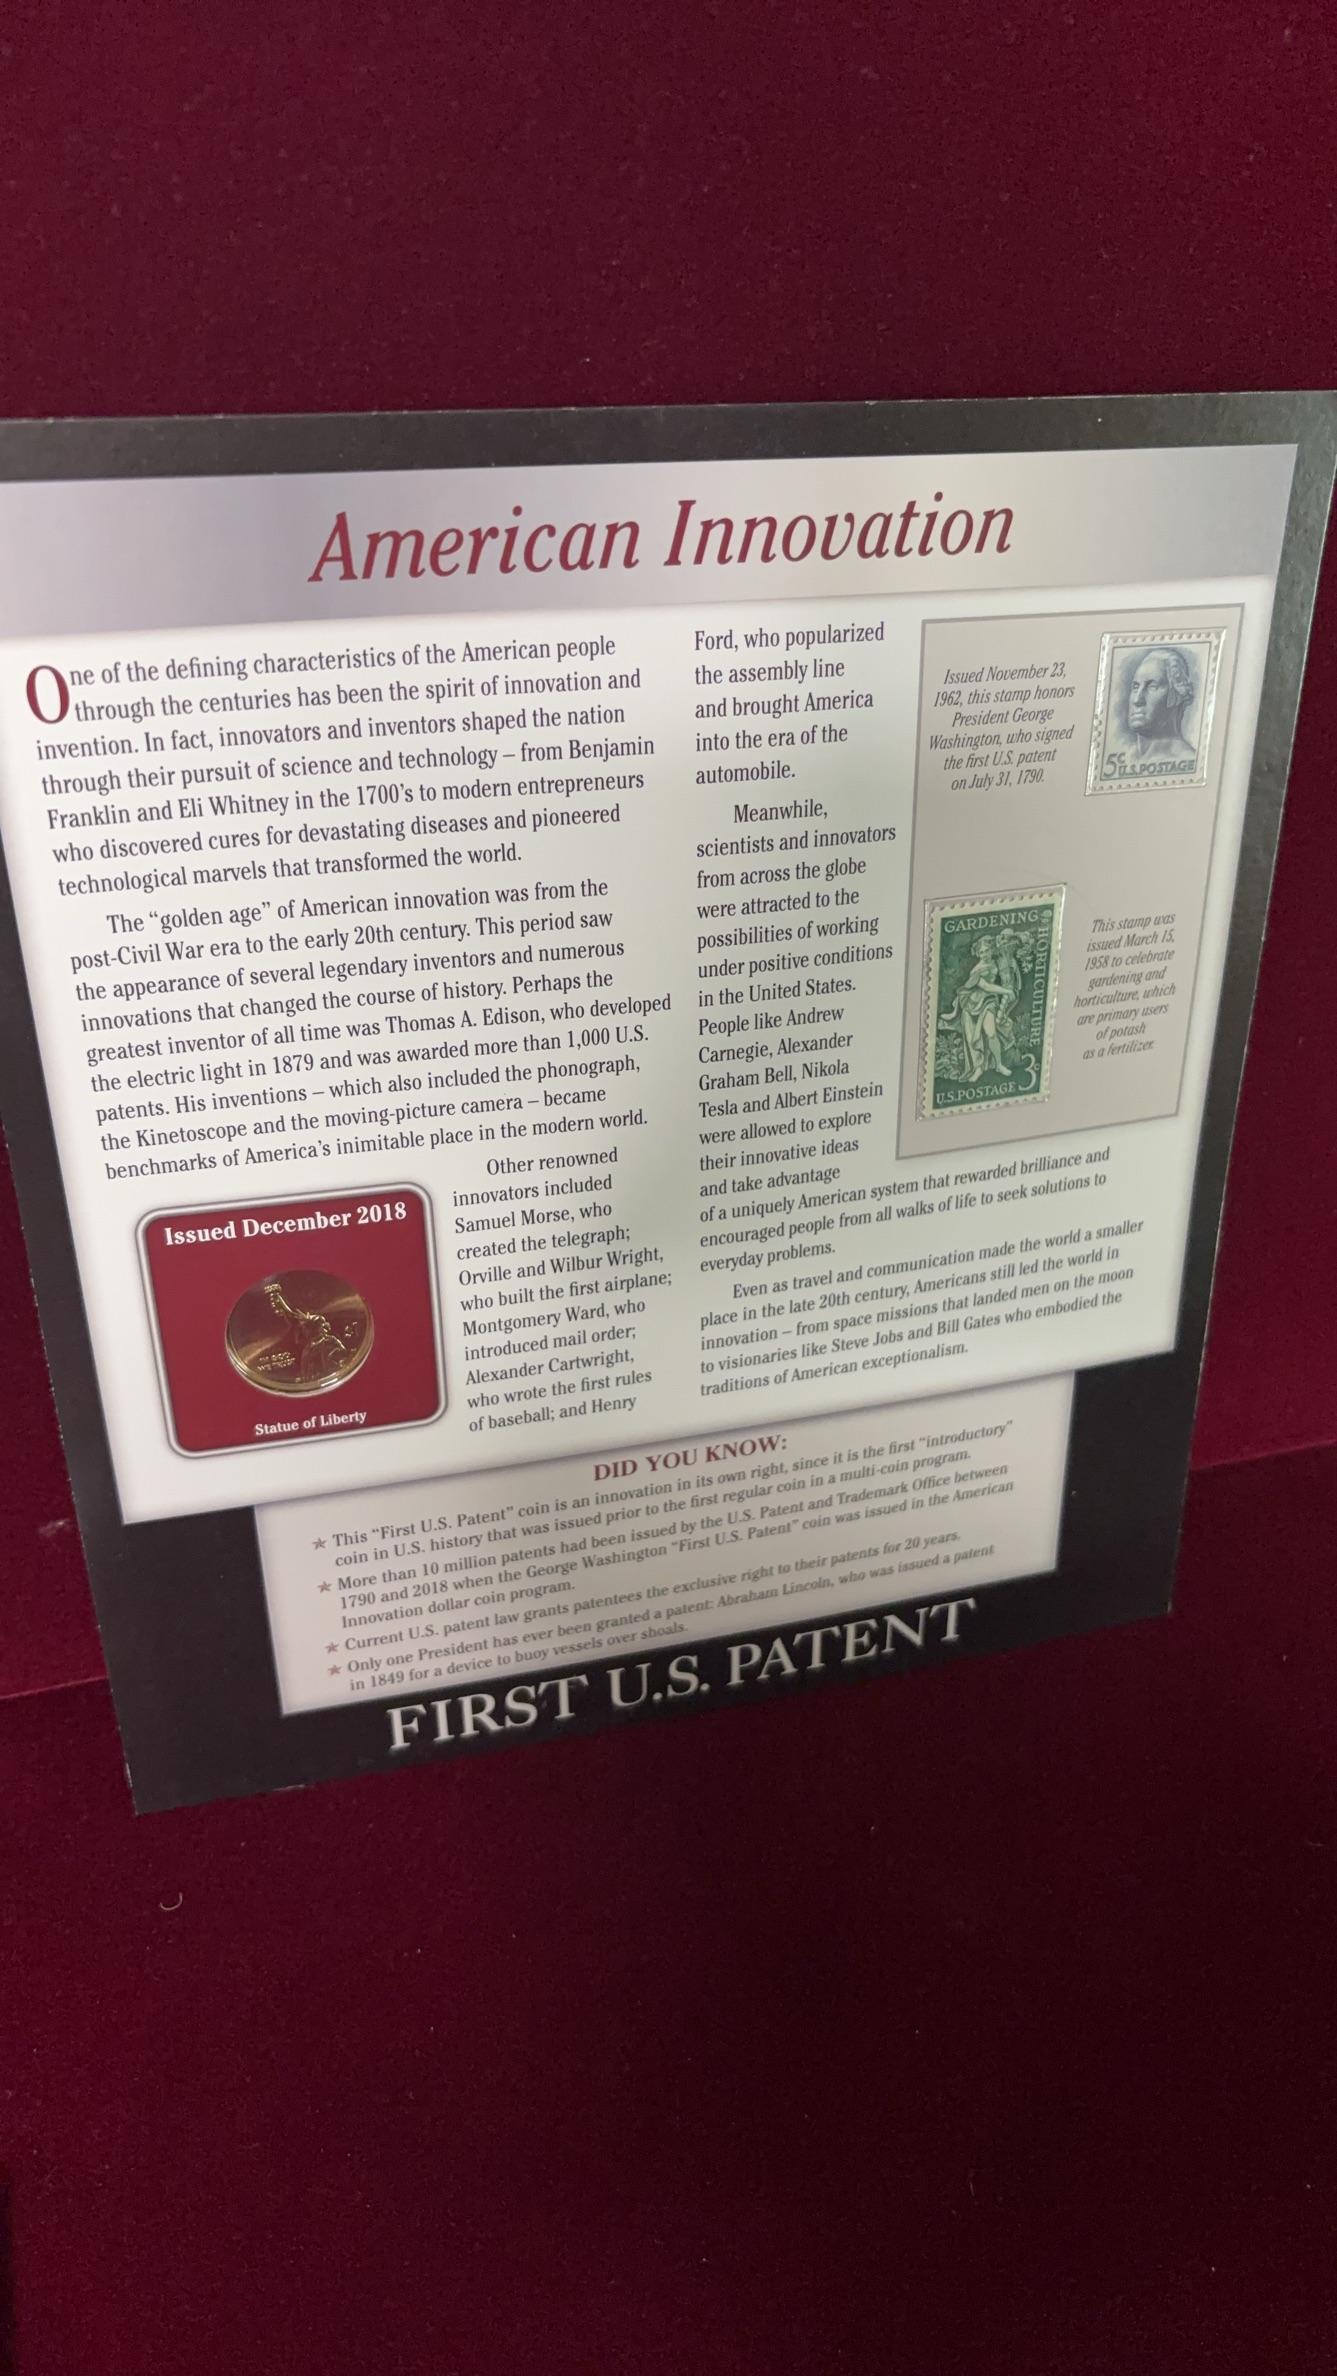 American Innovation
One of the defining characteristics of the American people
through the centuries has been the spirit of innovation and
invention. In fact, innovators and inventors shaped the nation
through their pursuit of science and technology – from Benjamin
Franklin and Eli Whitney in the 1700's to modern entrepreneurs
who discovered cures for devastating diseases and pioneered
technological marvels that transformed the world.
The “golden age” of American innovation was from the
post-Civil War era to the early 20th century. This period saw
the appearance of several legendary inventors and numerous
innovations that changed the course of history. Perhaps the
greatest inventor of all time was Thomas A. Edison, who developed
the electric light in 1879 and was awarded more than 1,000 U.S.
patents. His inventions – which also included the phonograph,
the Kinetoscope and the moving-picture camera – became
benchmarks of America's inimitable place in the modern world.
Other renowned
innovators included
Samuel Morse, who
created the telegraph;
Orville and Wilbur Wright,
who built the first airplane;
Montgomery Ward, who
introduced mail order;
Alexander Cartwright,
who wrote the first rules
of baseball; and Henry
Issued December 2018
IN GOD
WE TRUST
$1
Statue of Liberty
Ford, who popularized
the assembly line
and brought America
into the era of the
automobile.
Meanwhile,
scientists and innovators
from across the globe
were attracted to the
possibilities of working
under positive conditions
in the United States.
People like Andrew
Carnegie, Alexander
Graham Bell, Nikola
Tesla and Albert Einstein
were allowed to explore
their innovative ideas
and take advantage
of a uniquely American system that rewarded brilliance and
encouraged people from all walks of life to seek solutions to
everyday problems.
Even as travel and communication made the world a smaller
place in the late 20th century, Americans still led the world in
innovation – from space missions that landed men on the moon
to visionaries like Steve Jobs and Bill Gates who embodied the
traditions of American exceptionalism.
Issued November 23,
1962, this stamp honors
President George
Washington, who signed
the first U.S. patent
on July 31, 1790.
5c
U.S. POSTAGE
GARDENING
HORTICULTURE
3c
U.S. POSTAGE
This stamp was
issued March 15,
1958 to celebrate
gardening and
horticulture, which
are primary users
of potash
as a fertilizer.
DID YOU KNOW:
★ This “First U.S. Patent” coin is an innovation in its own right, since it is the first “introductory”
coin in U.S. history that was issued prior to the first regular coin in a multi-coin program.
★ More than 10 million patents had been issued by the U.S. Patent and Trademark Office between
1790 and 2018 when the George Washington “First U.S. Patent” coin was issued in the American
Innovation dollar coin program.
★ Current U.S. patent law grants patentees the exclusive right to their patents for 20 years.
★ Only one President has ever been granted a patent: Abraham Lincoln, who was issued a patent
in 1849 for a device to buoy vessels over shoals.
FIRST U.S. PATENT